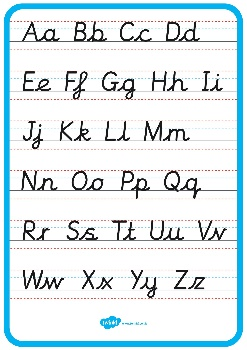 Aa Bb Cc Dd
Ee Ff Gg Hh Ii
Jj Kk Ll Mm
Nn Oo Pp Qq
Rr Ss Tt Uu Vv
Ww Xx Yy Zz
twinkl